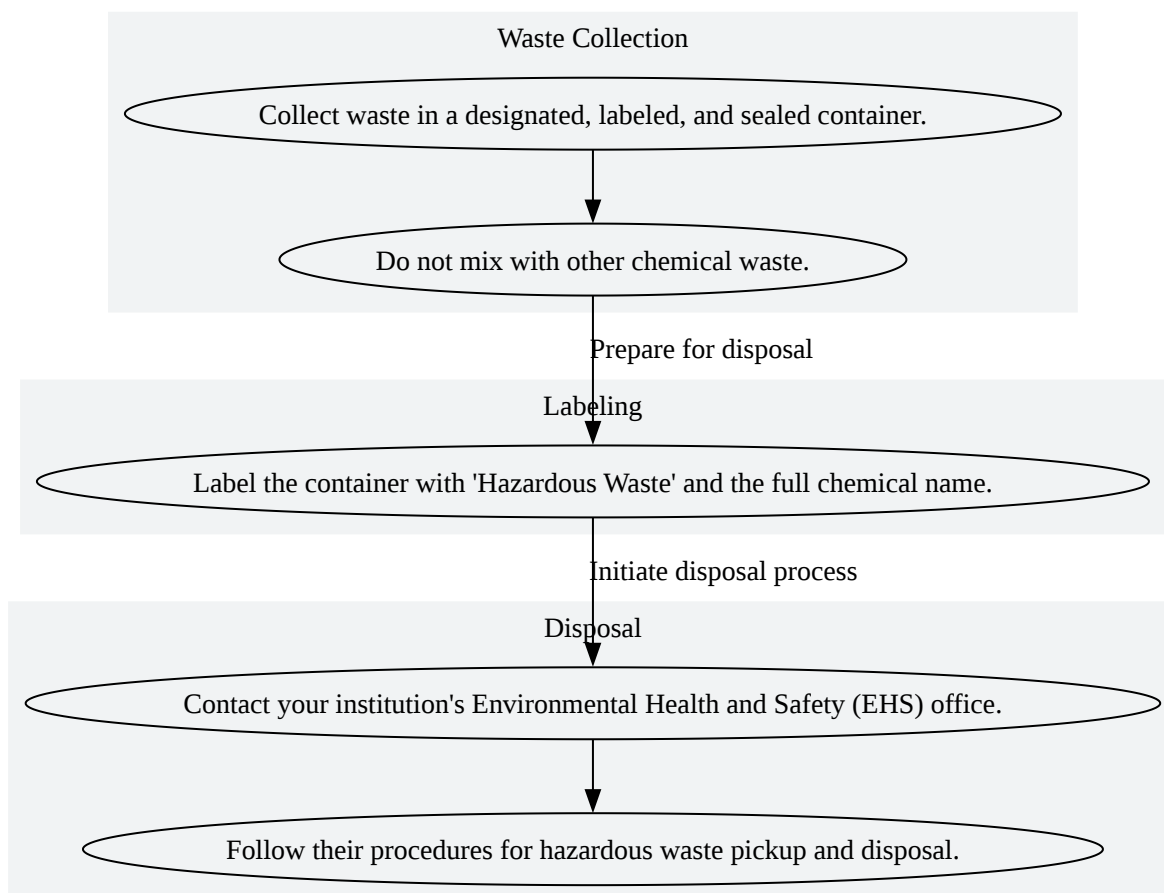 Waste Collection
Collect waste in a designated, labeled, and sealed container.
Do not mix with other chemical waste.
Prepare for disposal
Labeling
Label the container with 'Hazardous Waste' and the full chemical name.
Initiate disposal process
Disposal
Contact your institution's Environmental Health and Safety (EHS) office.
Follow their procedures for hazardous waste pickup and disposal.